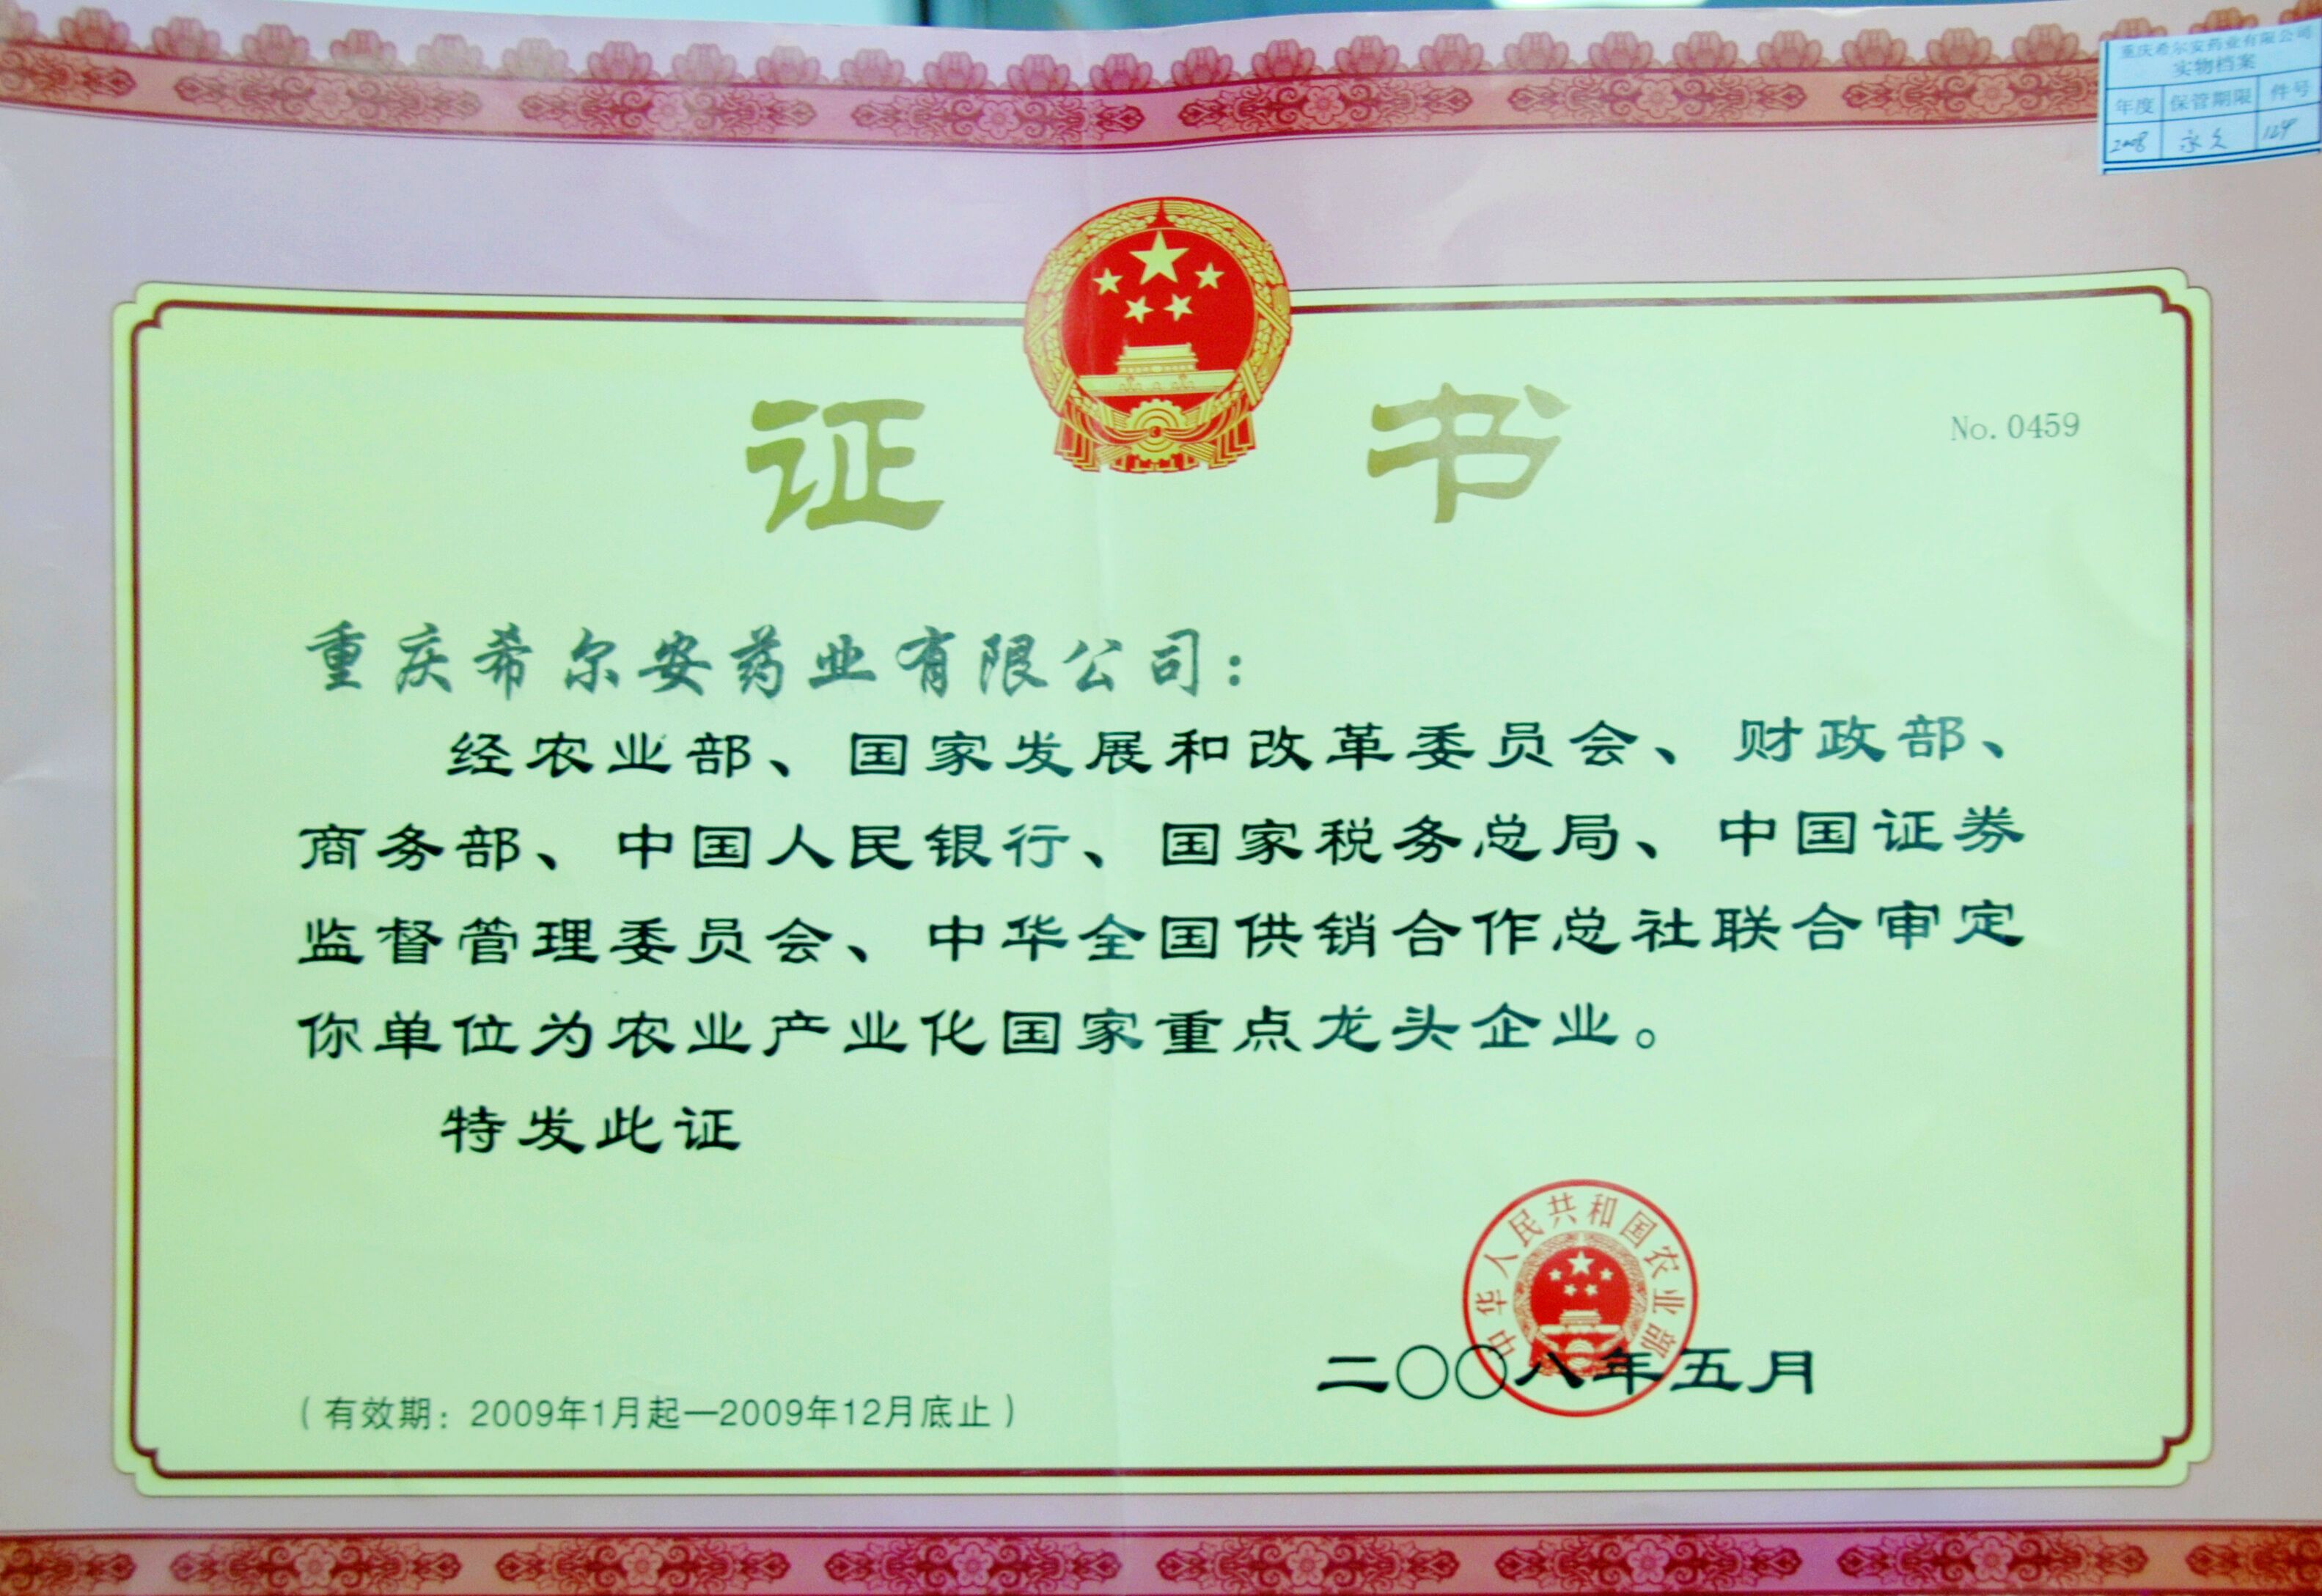 重庆希尔安药业有限公司
实物档案
年度 保管期限 件号
2008 永久 124
证书
No.0459
重庆希尔安药业有限公司：
经农业部、国家发展和改革委员会、财政部、
商务部、中国人民银行、国家税务总局、中国证券
监督管理委员会、中华全国供销合作总社联合审定
你单位为农业产业化国家重点龙头企业。
特发此证
中华人民共和国农业部
二〇〇八年五月
（有效期：2009年1月起—2009年12月底止）